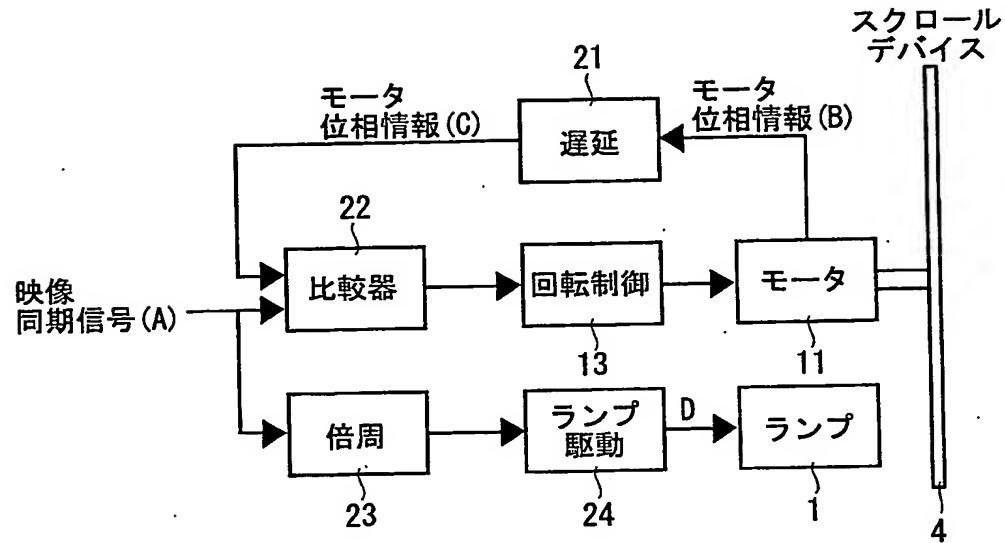 スクロール
デバイス
21
モータ
位相情報(C)
遅延
モータ
位相情報(B)
22
映像
同期信号(A)
比較器
回転制御
モータ
13
11
倍周
ランプ
駆動
D
ランプ
23
24
1
4